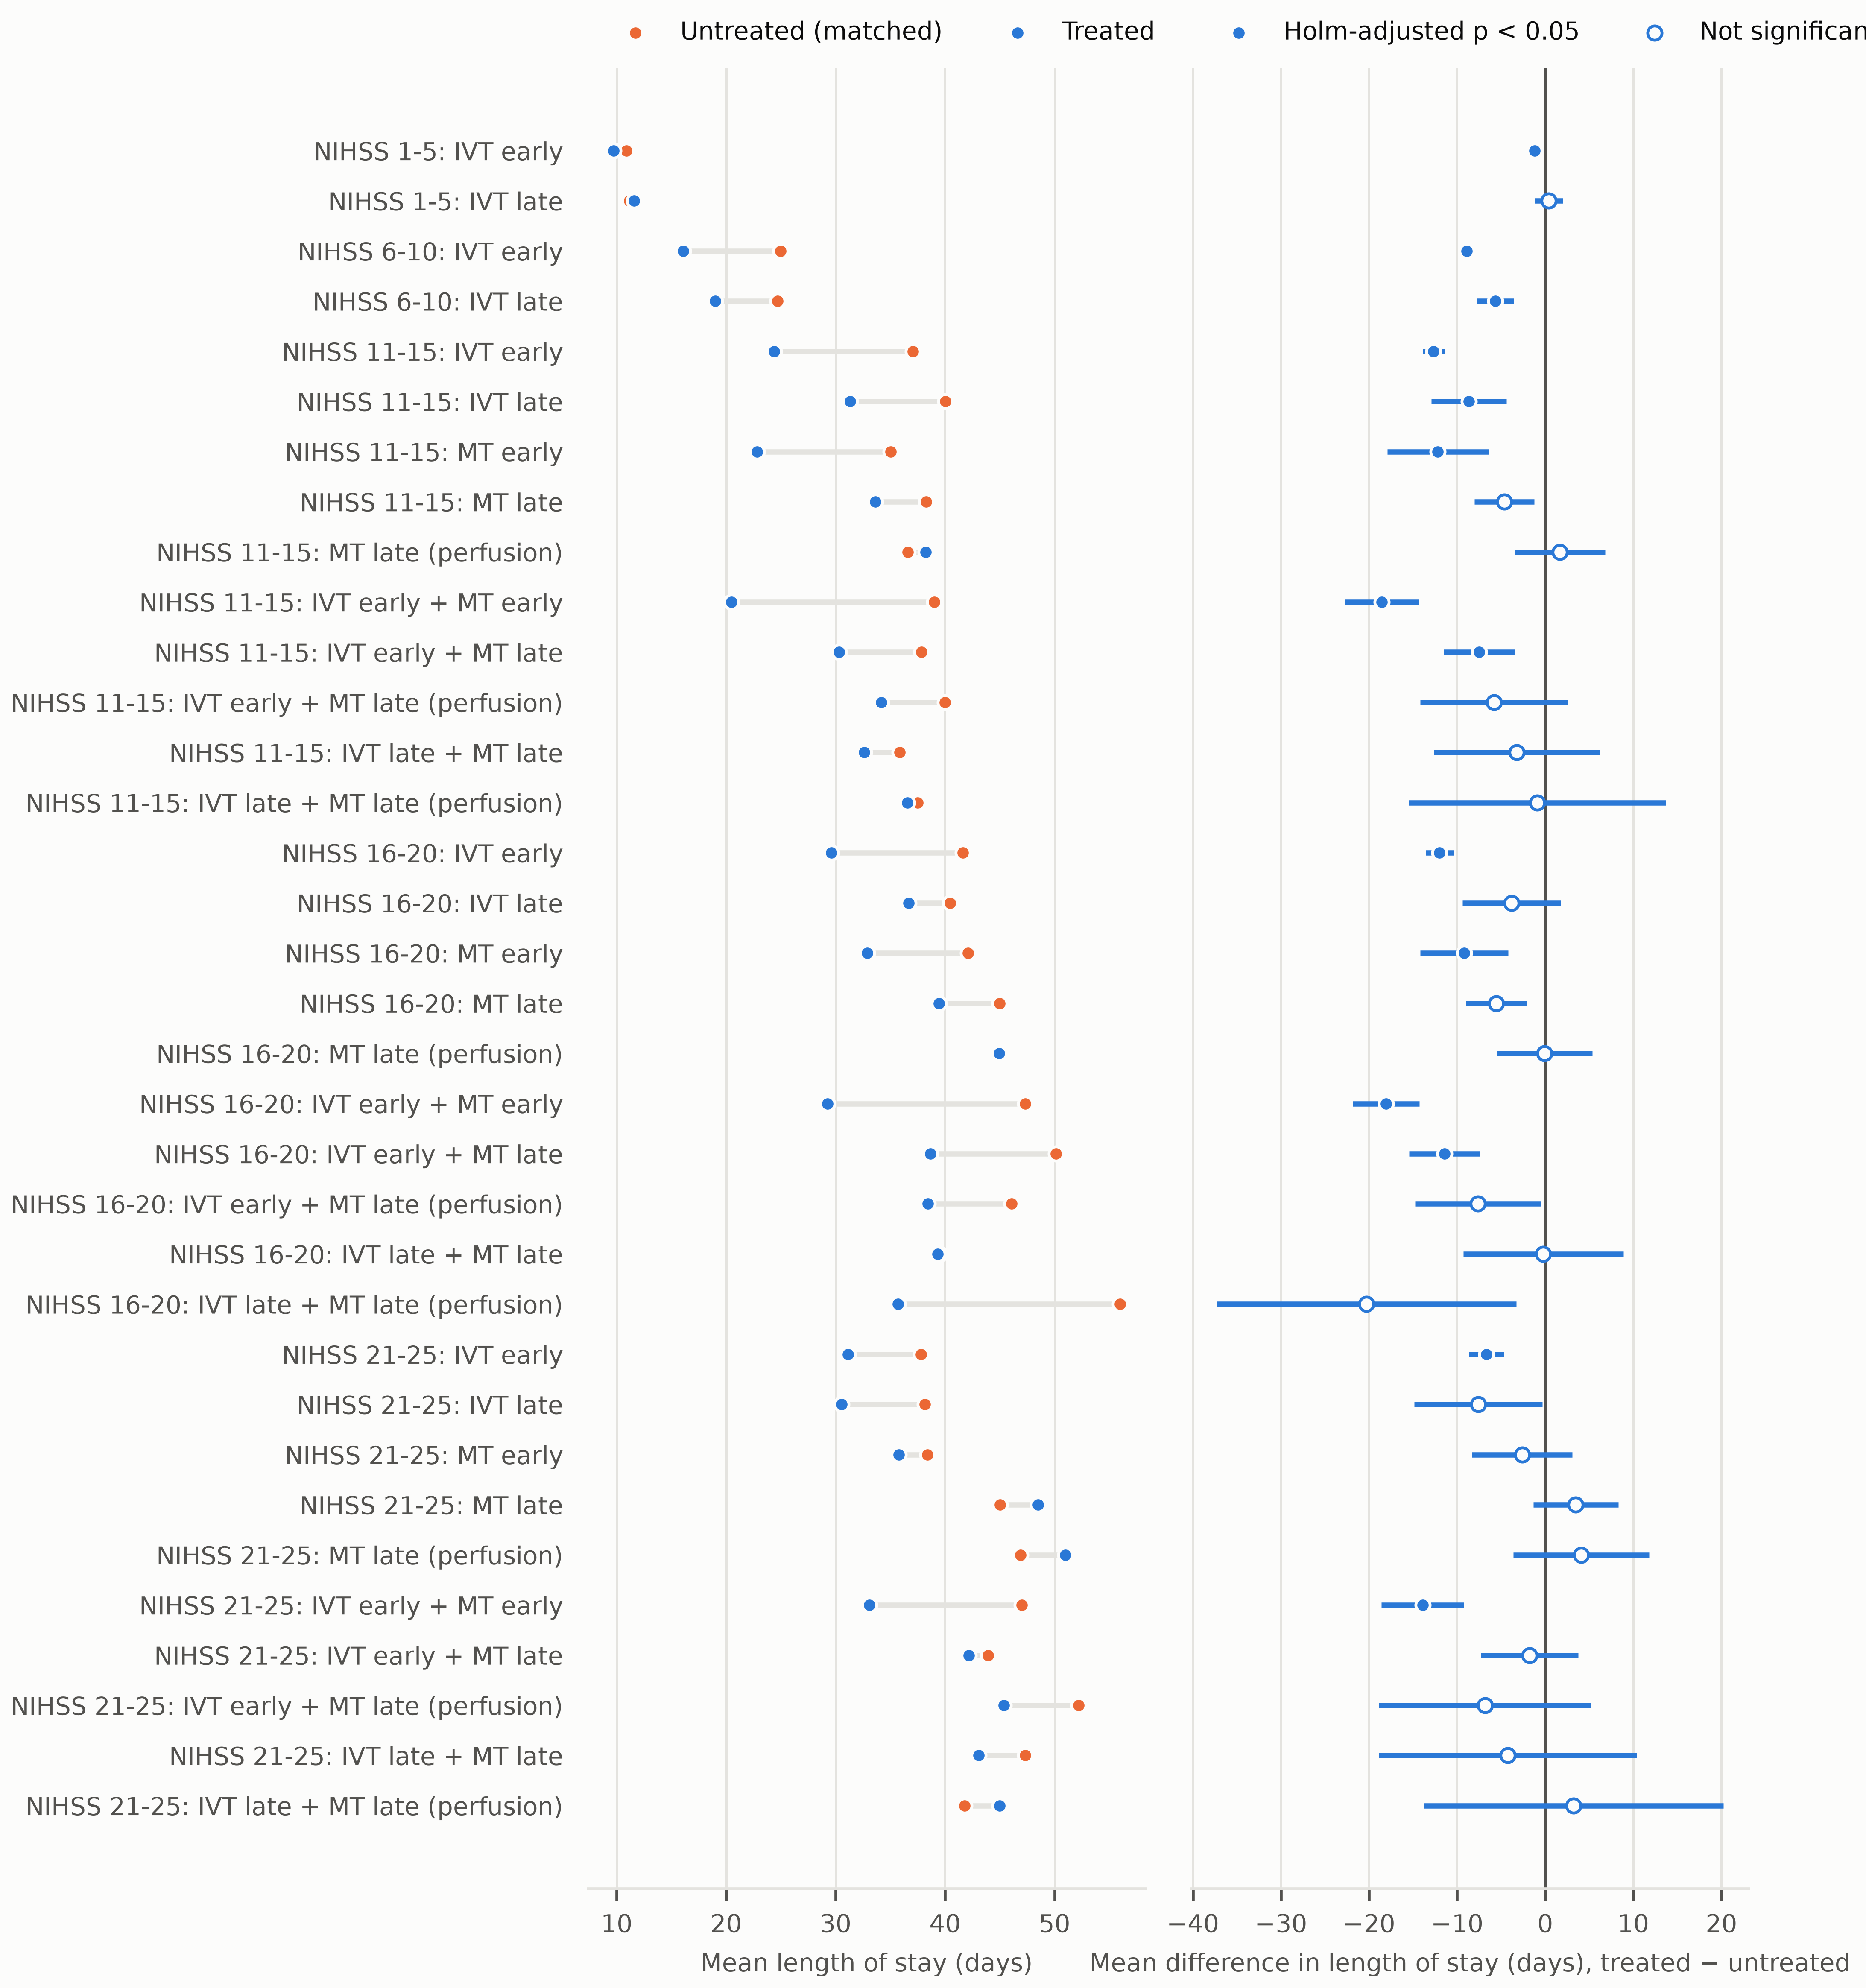 Untreated (matched) Treated Holm-adjusted p < 0.05 Not significan
NIHSS 1-5: IVT early
NIHSS 1-5: IVT late
NIHSS 6-10: IVT early
NIHSS 6-10: IVT late
NIHSS 11-15: IVT early
NIHSS 11-15: IVT late
NIHSS 11-15: MT early
NIHSS 11-15: MT late
NIHSS 11-15: MT late (perfusion)
NIHSS 11-15: IVT early + MT early
NIHSS 11-15: IVT early + MT late
NIHSS 11-15: IVT early + MT late (perfusion)
NIHSS 11-15: IVT late + MT late
NIHSS 11-15: IVT late + MT late (perfusion)
NIHSS 16-20: IVT early
NIHSS 16-20: IVT late
NIHSS 16-20: MT early
NIHSS 16-20: MT late
NIHSS 16-20: MT late (perfusion)
NIHSS 16-20: IVT early + MT early
NIHSS 16-20: IVT early + MT late
NIHSS 16-20: IVT early + MT late (perfusion)
NIHSS 16-20: IVT late + MT late
NIHSS 16-20: IVT late + MT late (perfusion)
NIHSS 21-25: IVT early
NIHSS 21-25: IVT late
NIHSS 21-25: MT early
NIHSS 21-25: MT late
NIHSS 21-25: MT late (perfusion)
NIHSS 21-25: IVT early + MT early
NIHSS 21-25: IVT early + MT late
NIHSS 21-25: IVT early + MT late (perfusion)
NIHSS 21-25: IVT late + MT late
NIHSS 21-25: IVT late + MT late (perfusion)
10 20 30 40 50 −40 −30 −20 −10 0 10 20
Mean length of stay (days) Mean difference in length of stay (days), treated − untreated